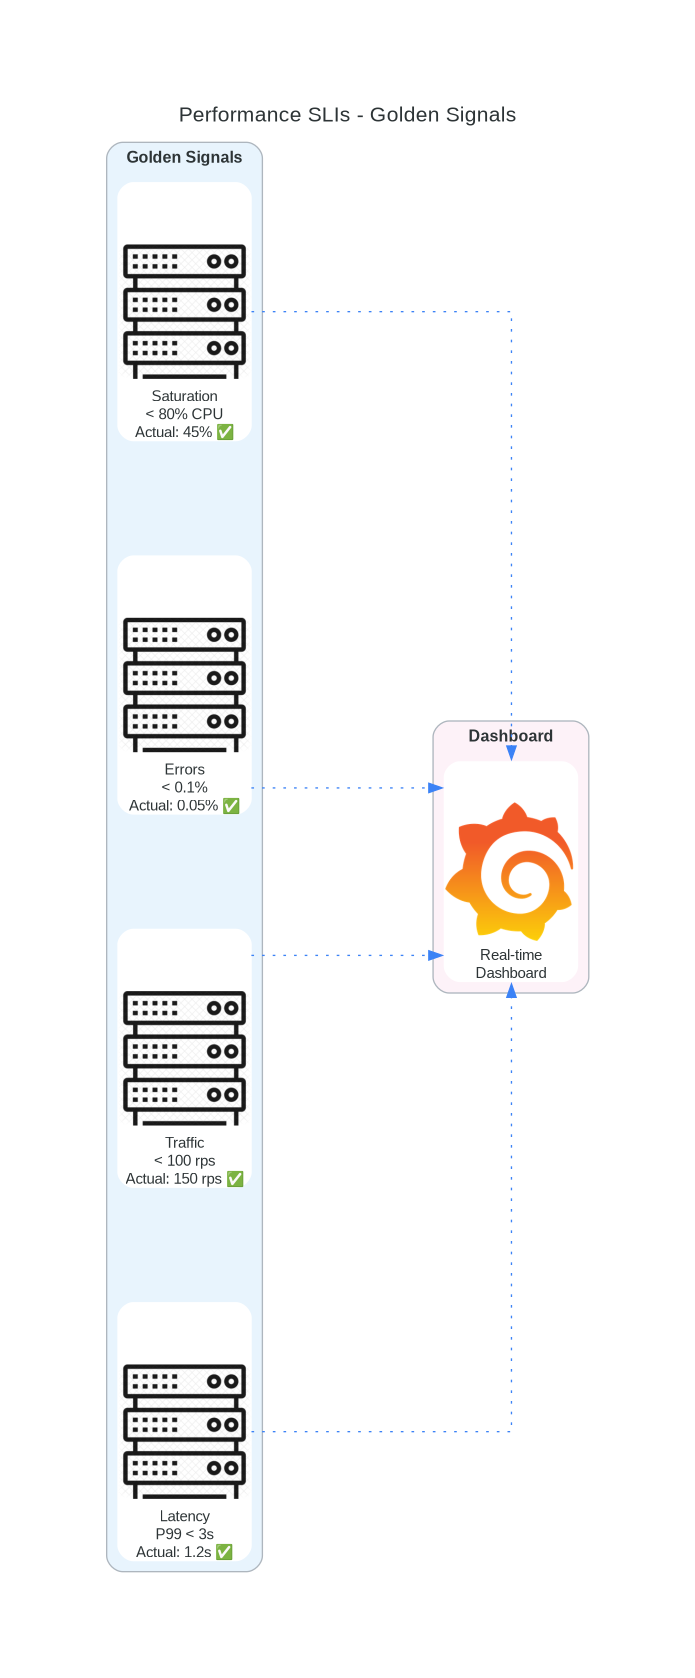 Performance SLIs - Golden Signals
Golden Signals
Saturation
< 80% CPU
Actual: 45% ✅
Errors
< 0.1%
Actual: 0.05% ✅
Dashboard
Real-time
Dashboard
Traffic
< 100 rps
Actual: 150 rps ✅
Latency
P99 < 3s
Actual: 1.2s ✅